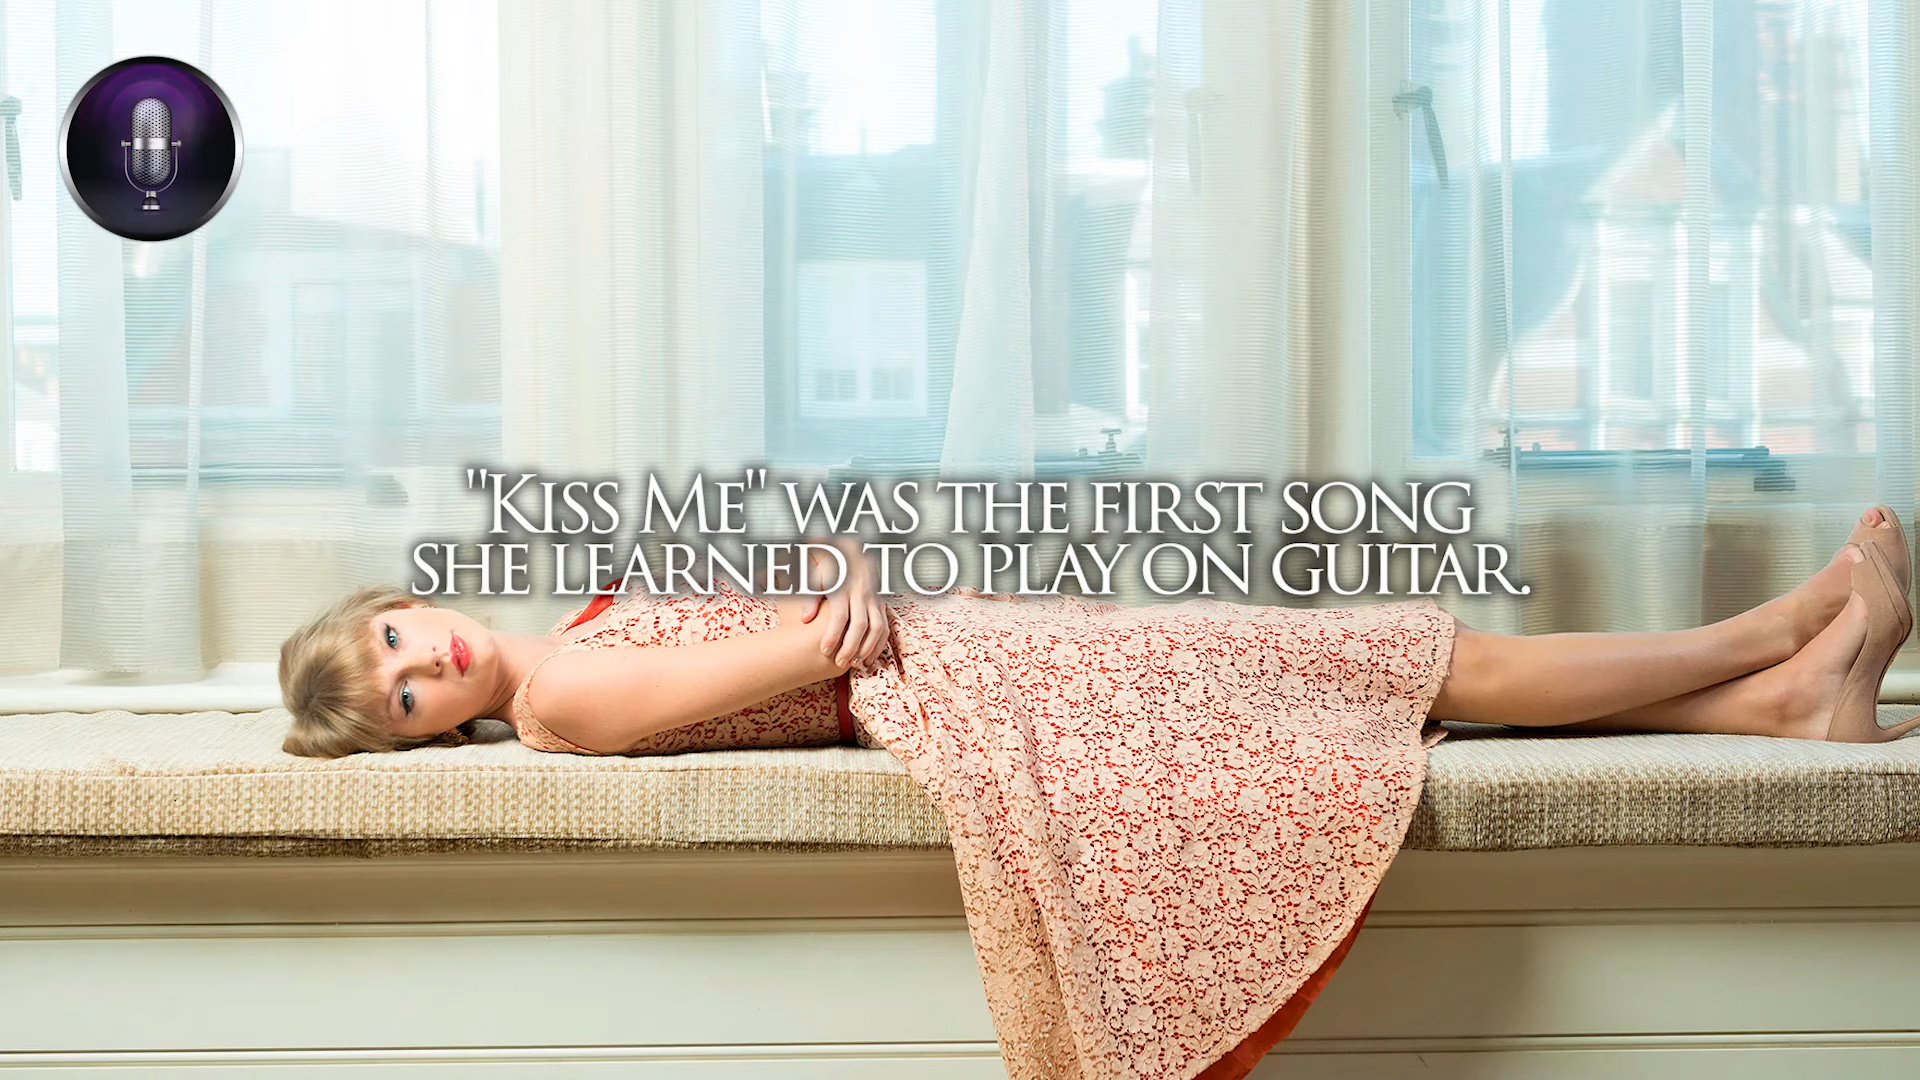 "Kiss Me" was the first song
she learned to play on guitar.